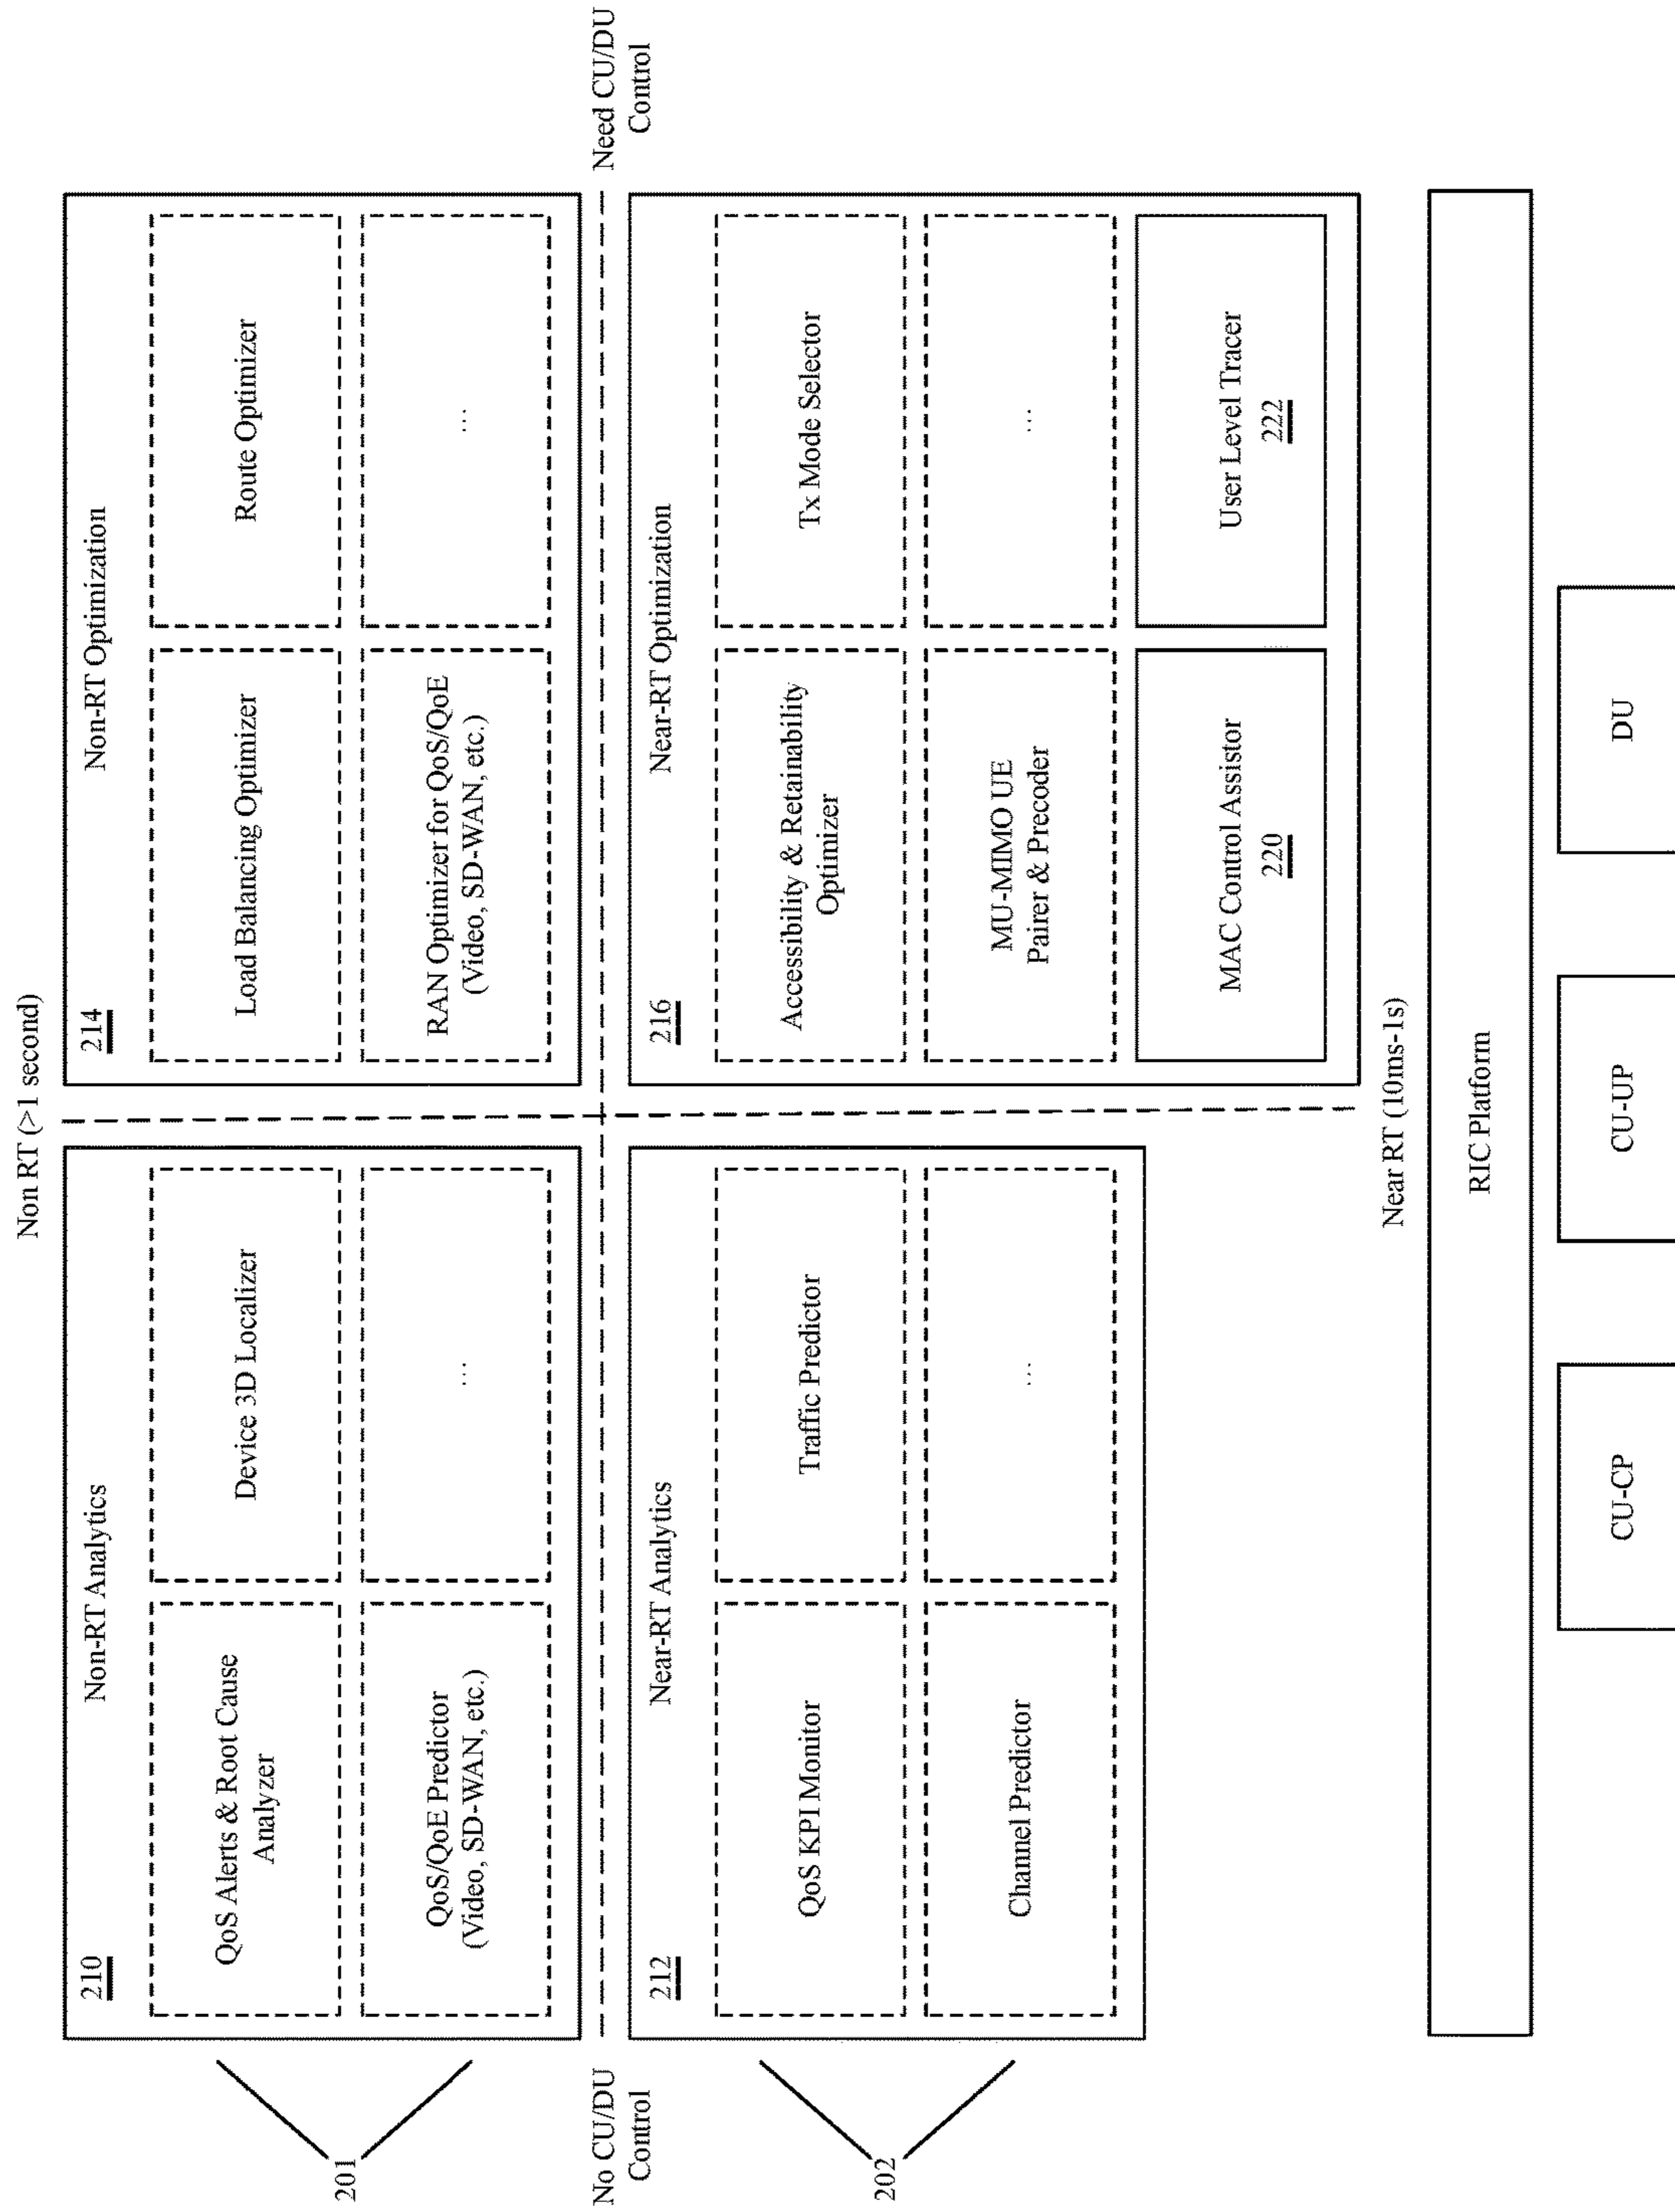 Non RT (>1 second)
210
Non-RT Analytics
QoS Alerts & Root Cause
Analyzer
Device 3D Localizer
QoS/QoE Predictor
(Video, SD-WAN, etc.)
...
201
214
Non-RT Optimization
Load Balancing Optimizer
Route Optimizer
RAN Optimizer for QoS/QoE
(Video, SD-WAN, etc.)
...
No CU/DU
Control
Need CU/DU
Control
212
Near-RT Analytics
QoS KPI Monitor
Traffic Predictor
Channel Predictor
...
202
216
Near-RT Optimization
Accessibility & Retainability
Optimizer
Tx Mode Selector
MU-MIMO UE
Pairer & Precoder
...
MAC Control Assistor
220
User Level Tracer
222
Near RT (10ms-1s)
RIC Platform
CU-CP
CU-UP
DU